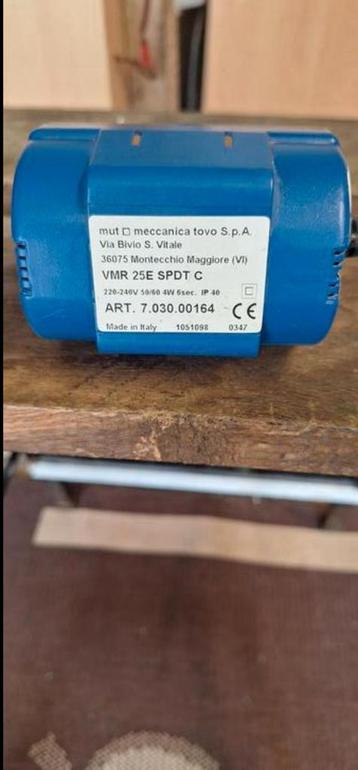 mut □ meccanica tovo S.p.A.
Via Bivio S. Vitale
36075 Montecchio Maggiore (VI)
VMR 25E SPDT C
220-240V 50/60 4W 6sec. IP 40
ART. 7.030.00164 CE
Made in Italy 1051098 0347